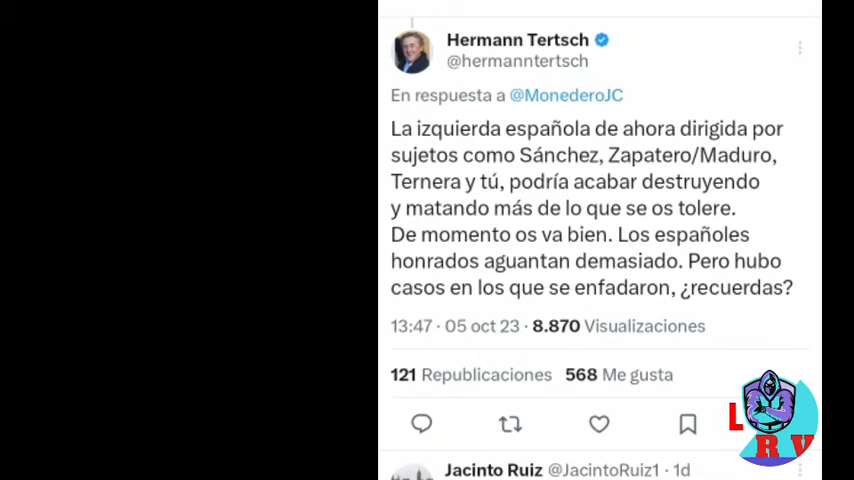 Hermann Tertsch
@hermanntertsch
En respuesta a @MonederoJC
La izquierda española de ahora dirigida por
sujetos como Sánchez, Zapatero/Maduro,
Ternera y tú, podría acabar destruyendo
y matando más de lo que se os tolere.
De momento os va bien. Los españoles
honrados aguantan demasiado. Pero hubo
casos en los que se enfadaron, ¿recuerdas?
13:47 · 05 oct 23 · 8.870 Visualizaciones
121 Republicaciones 568 Me gusta
L R V
Jacinto Ruiz @JacintoRuiz1 · 1d